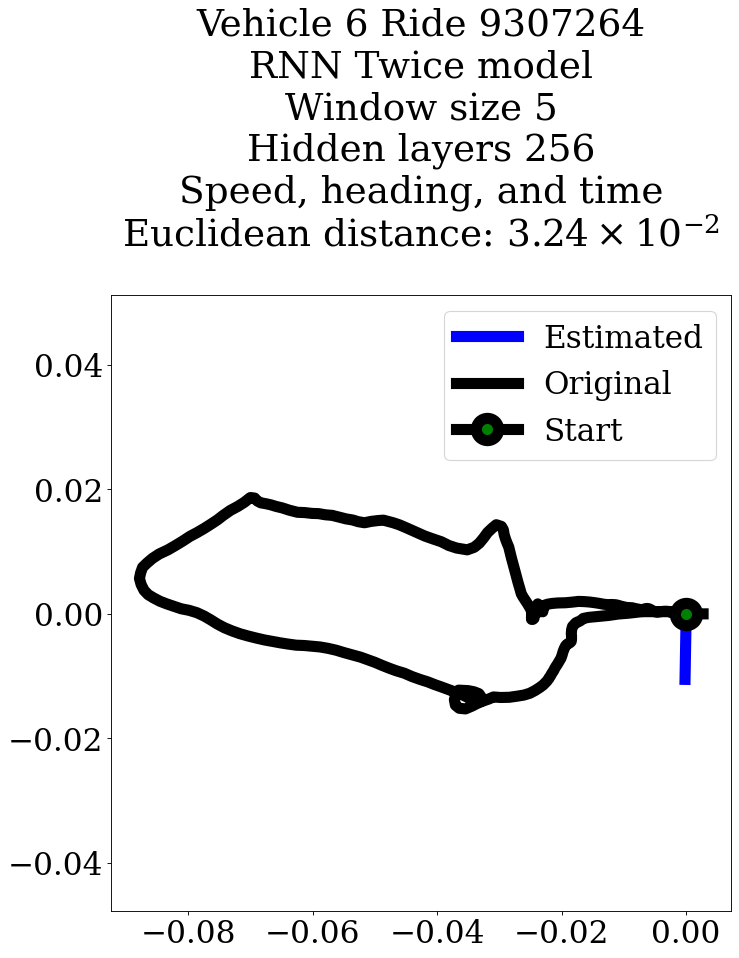 Vehicle 6 Ride 9307264
RNN Twice model
Window size 5
Hidden layers 256
Speed, heading, and time
Euclidean distance: 3.24 × 10⁻²
Estimated
Original
Start
0.04
0.02
0.00
−0.02
−0.04
−0.08 −0.06 −0.04 −0.02 0.00